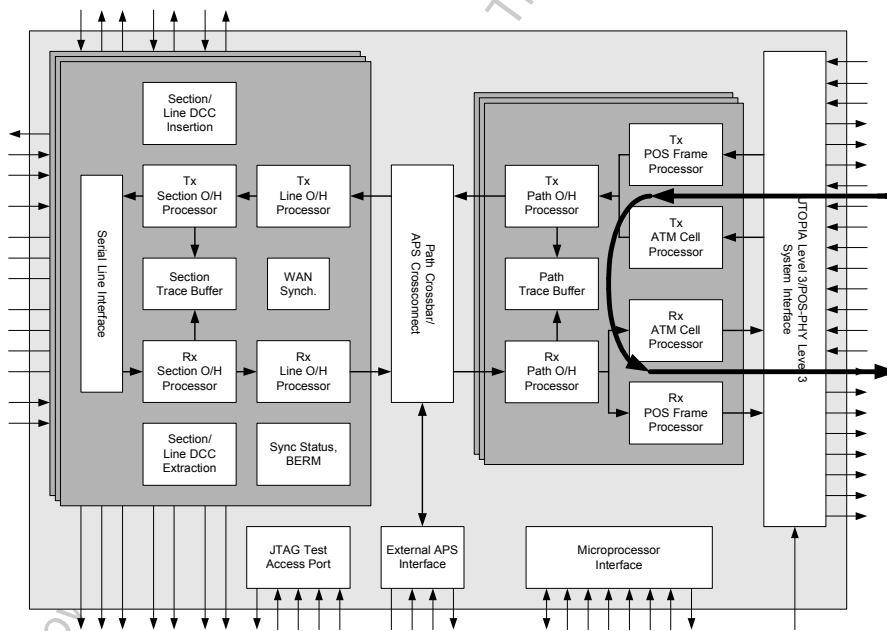 Section/
Line DCC
Insertion
Tx
Section O/H
Processor
Tx
Line O/H
Processor
Serial Line Interface
Section
Trace Buffer
WAN
Synch.
Rx
Section O/H
Processor
Rx
Line O/H
Processor
Section/
Line DCC
Extraction
Sync Status,
BERM
Path Crossbar/
APS Crossconnect
Tx
POS Frame
Processor
Tx
Path O/H
Processor
Tx
ATM Cell
Processor
Path
Trace Buffer
Rx
ATM Cell
Processor
Rx
Path O/H
Processor
Rx
POS Frame
Processor
UTOPIA Level 3/POS-PHY Level 3
System Interface
JTAG Test
Access Port
External APS
Interface
Microprocessor
Interface